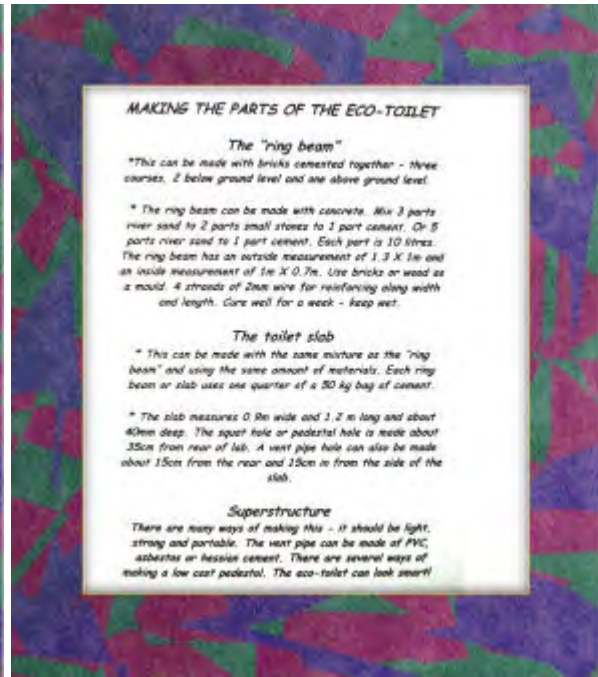 MAKING THE PARTS OF THE ECO-TOILET
The "ring beam"
*This can be made with bricks cemented together - three
courses, 2 below ground level and one above ground level.
* The ring beam can be made with concrete. Mix 3 parts
river sand to 2 parts small stones to 1 part cement. Or 5
parts river sand to 1 part cement. Each part is 10 litres.
The ring beam has an outside measurement of 1.3 X 1m and
an inside measurement of 1m X 0.7m. Use bricks or wood as
a mould. 4 strands of 2mm wire for reinforcing along width
and length. Cure well for a week - keep wet.
The toilet slab
* This can be made with the same mixture as the "ring
beam" and using the same amount of materials. Each ring
beam or slab uses one quarter of a 50 kg bag of cement.
* The slab measures 0.9m wide and 1.2 m long and about
40mm deep. The squat hole or pedestal hole is made about
35cm from rear of lab. A vent pipe hole can also be made
about 15cm from the rear and 15cm in from the side of the
slab.
Superstructure
There are many ways of making this - it should be light,
strong and portable. The vent pipe can be made of PVC,
asbestos or hessian cement. There are several ways of
making a low cost pedestal. The eco-toilet can look smart!